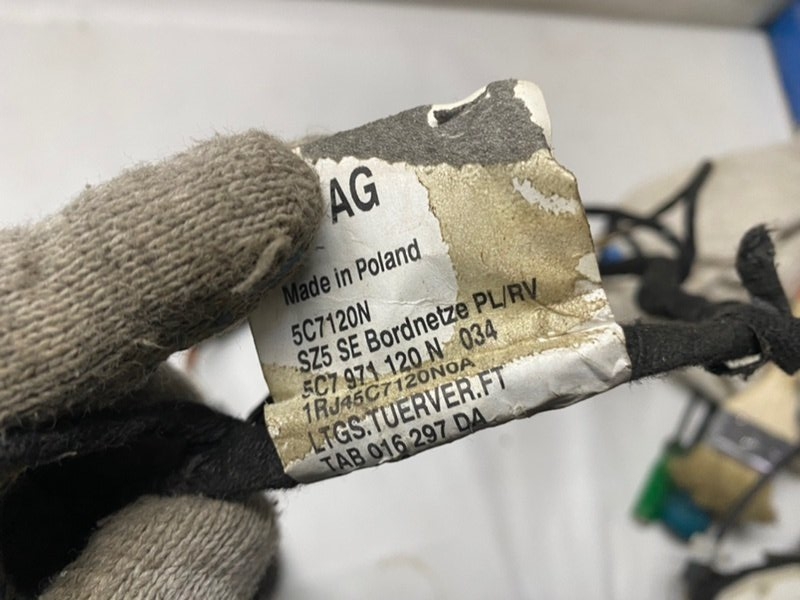 AG
Made in Poland
5C7120N
SZ5 SE Bordnetze PL/RV
5C7 971 120 N 034
1RJ45C7120N0A
LTGS.TUERVER.FT
TAB 016 297 DA